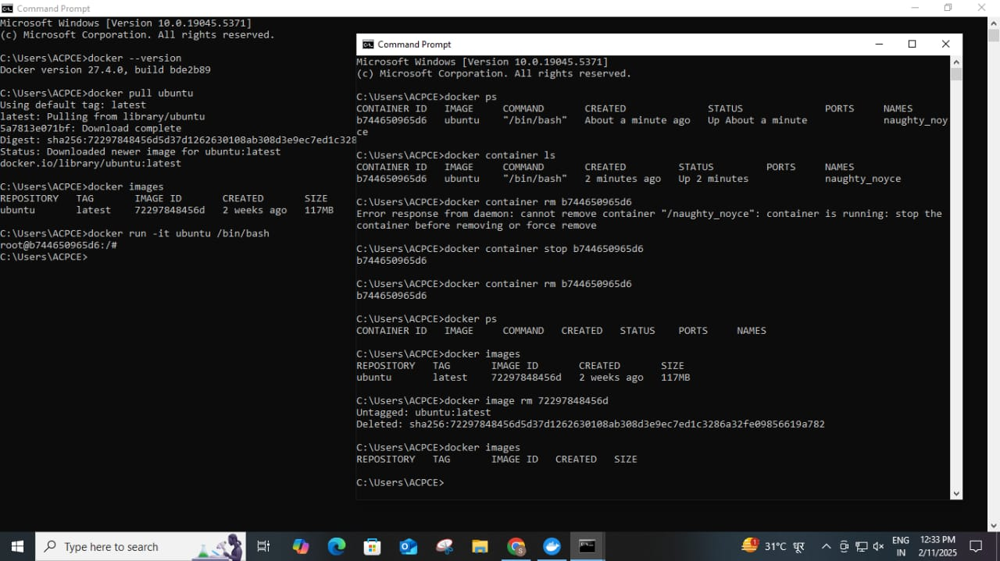 Command Prompt
Microsoft Windows [Version 10.0.19045.5371]
(c) Microsoft Corporation. All rights reserved.
C:\Users\ACPCE>docker --version
Docker version 27.4.0, build bde2b89
C:\Users\ACPCE>docker pull ubuntu
Using default tag: latest
latest: Pulling from library/ubuntu
5a7813e071bf: Download complete
Digest: sha256:72297848456d5d37d1262630108ab308d3e9ec7ed1c328
Status: Downloaded newer image for ubuntu:latest
docker.io/library/ubuntu:latest
C:\Users\ACPCE>docker images
REPOSITORY TAG IMAGE ID CREATED SIZE
ubuntu latest 72297848456d 2 weeks ago 117MB
C:\Users\ACPCE>docker run -it ubuntu /bin/bash
root@b744650965d6:/#
C:\Users\ACPCE>
Command Prompt
Microsoft Windows [Version 10.0.19045.5371]
(c) Microsoft Corporation. All rights reserved.
C:\Users\ACPCE>docker ps
CONTAINER ID IMAGE COMMAND CREATED STATUS PORTS NAMES
b744650965d6 ubuntu "/bin/bash" About a minute ago Up About a minute naughty_noy
ce
C:\Users\ACPCE>docker container ls
CONTAINER ID IMAGE COMMAND CREATED STATUS PORTS NAMES
b744650965d6 ubuntu "/bin/bash" 2 minutes ago Up 2 minutes naughty_noyce
C:\Users\ACPCE>docker container rm b744650965d6
Error response from daemon: cannot remove container "/naughty_noyce": container is running: stop the
container before removing or force remove
C:\Users\ACPCE>docker container stop b744650965d6
b744650965d6
C:\Users\ACPCE>docker container rm b744650965d6
b744650965d6
C:\Users\ACPCE>docker ps
CONTAINER ID IMAGE COMMAND CREATED STATUS PORTS NAMES
C:\Users\ACPCE>docker images
REPOSITORY TAG IMAGE ID CREATED SIZE
ubuntu latest 72297848456d 2 weeks ago 117MB
C:\Users\ACPCE>docker image rm 72297848456d
Untagged: ubuntu:latest
Deleted: sha256:72297848456d5d37d1262630108ab308d3e9ec7ed1c3286a32fe09856619a782
C:\Users\ACPCE>docker images
REPOSITORY TAG IMAGE ID CREATED SIZE
C:\Users\ACPCE>
Type here to search
1
31°C
ENG
IN
12:33 PM
2/11/2025